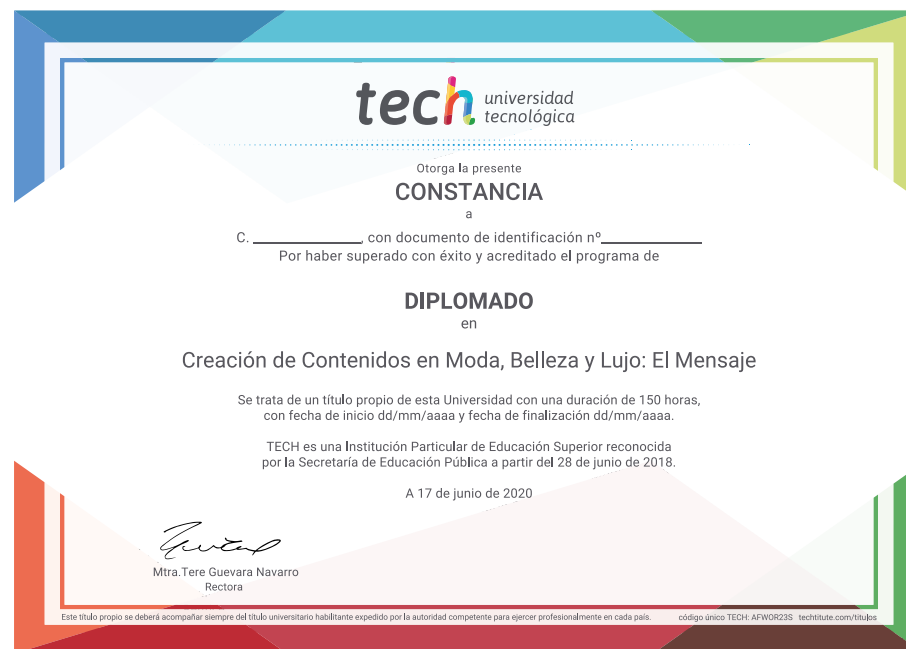 tech universidad
tecnológica
Otorga la presente
CONSTANCIA
a
C. ______________, con documento de identificación nº_____________
Por haber superado con éxito y acreditado el programa de
DIPLOMADO
en
Creación de Contenidos en Moda, Belleza y Lujo: El Mensaje
Se trata de un título propio de esta Universidad con una duración de 150 horas,
con fecha de inicio dd/mm/aaaa y fecha de finalización dd/mm/aaaa.
TECH es una Institución Particular de Educación Superior reconocida
por la Secretaría de Educación Pública a partir del 28 de junio de 2018.
A 17 de junio de 2020
Mtra.Tere Guevara Navarro
Rectora
Este título propio se deberá acompañar siempre del título universitario habilitante expedido por la autoridad competente para ejercer profesionalmente en cada país. código único TECH: AFWOR23S techtitute.com/titulos